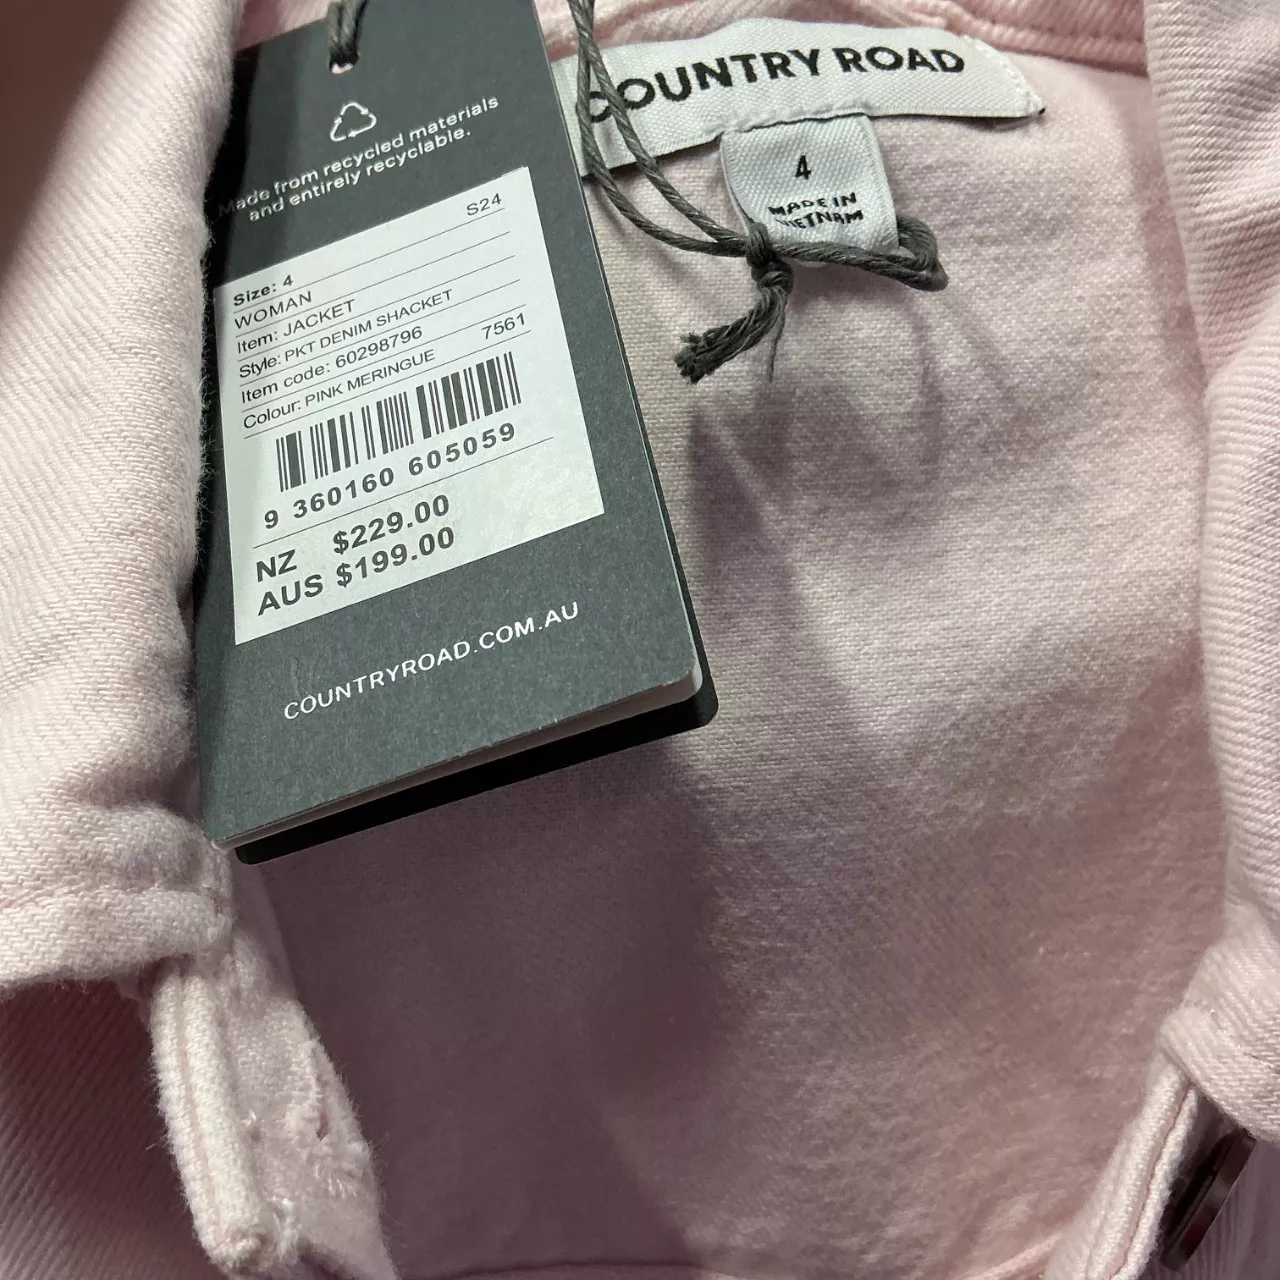 COUNTRY ROAD
4
MADE IN
VIETNAM
Made from recycled materials
and entirely recyclable.
S24
Size: 4
WOMAN
Item: JACKET
Style: PKT DENIM SHACKET
Item code: 60298796 7561
Colour: PINK MERINGUE
9 360160 605059
NZ $229.00
AUS $199.00
COUNTRYROAD.COM.AU